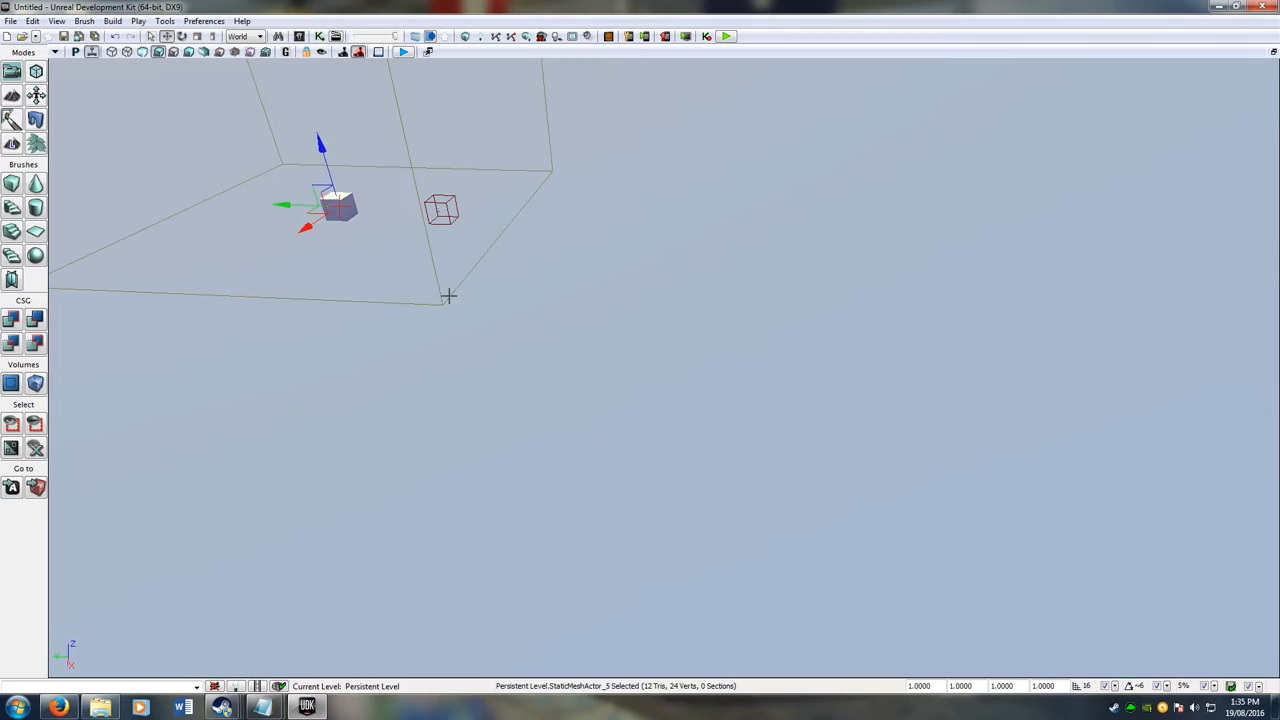 Untitled - Unreal Development Kit (64-bit, DX9)
File Edit View Brush Build Play Tools Preferences Help
World
Modes
P
G
Brushes
CSG
Volumes
Select
Go to
Z
X
Current Level: Persistent Level
Persistent Level.StaticMeshActor_5 Selected (12 Tris, 24 Verts, 0 Sections)
1.0000 1.0000 1.0000 1.0000 16 ~6 5%
UDK
1:35 PM
19/08/2016